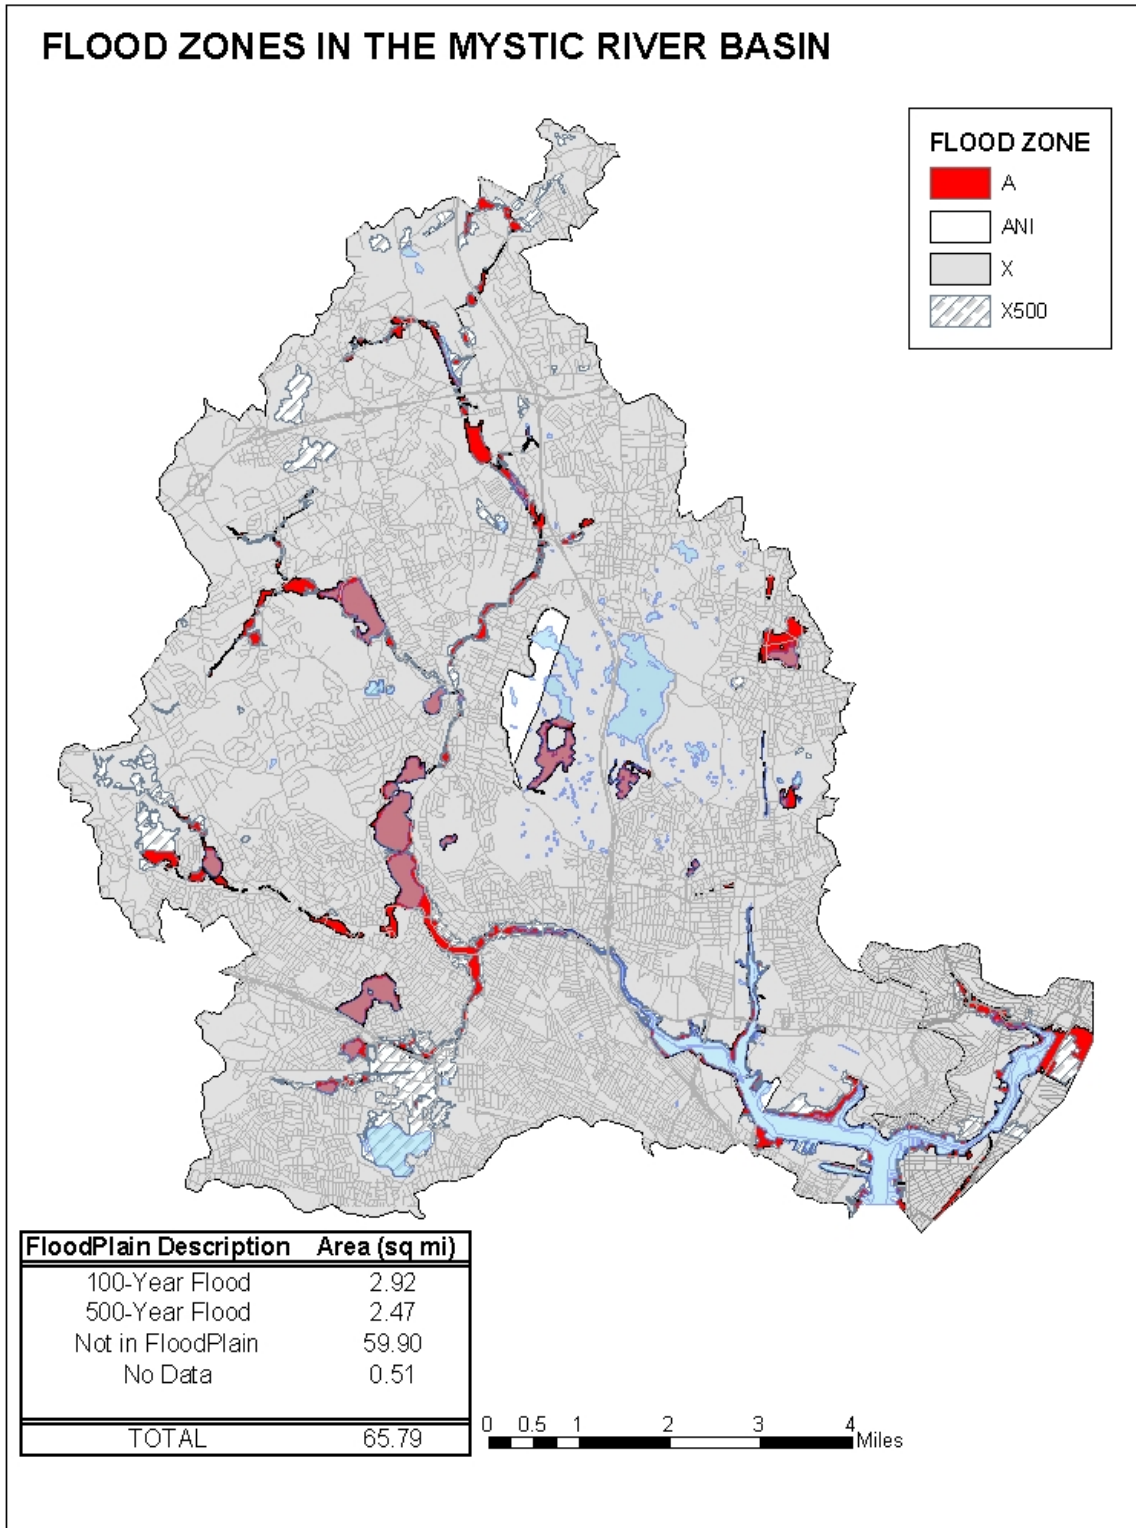 FLOOD ZONES IN THE MYSTIC RIVER BASIN
FLOOD ZONE
A
ANI
X
X500
FloodPlain Description Area (sq mi)
100-Year Flood 2.92
500-Year Flood 2.47
Not in FloodPlain 59.90
No Data 0.51
TOTAL 65.79
0 0.5 1 2 3 4
Miles